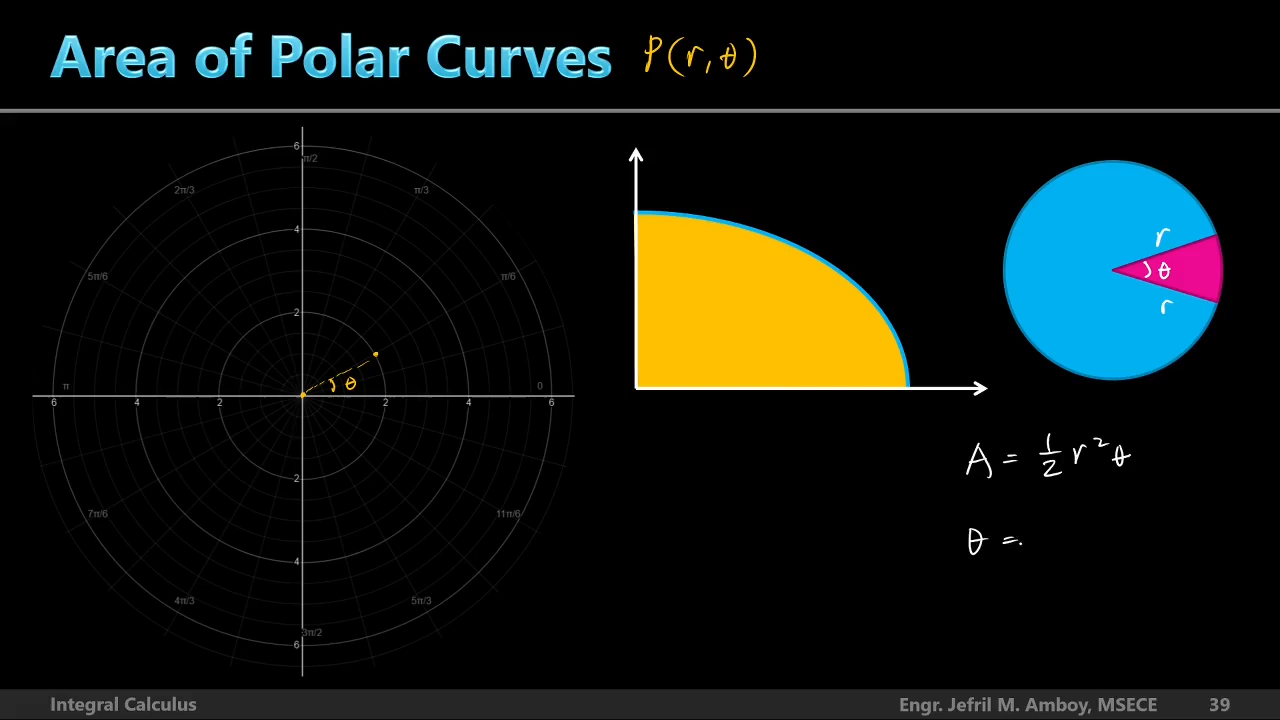 Area of Polar Curves P(r, θ)
6
π/2
2π/3
π/3
4
5π/6
π/6
2
θ
π
0
6
4
2
2
4
6
2
7π/6
11π/6
4
4π/3
5π/3
3π/2
6
r
θ
r
A = 1/2 r² θ
θ =
Integral Calculus
Engr. Jefril M. Amboy, MSECE
39